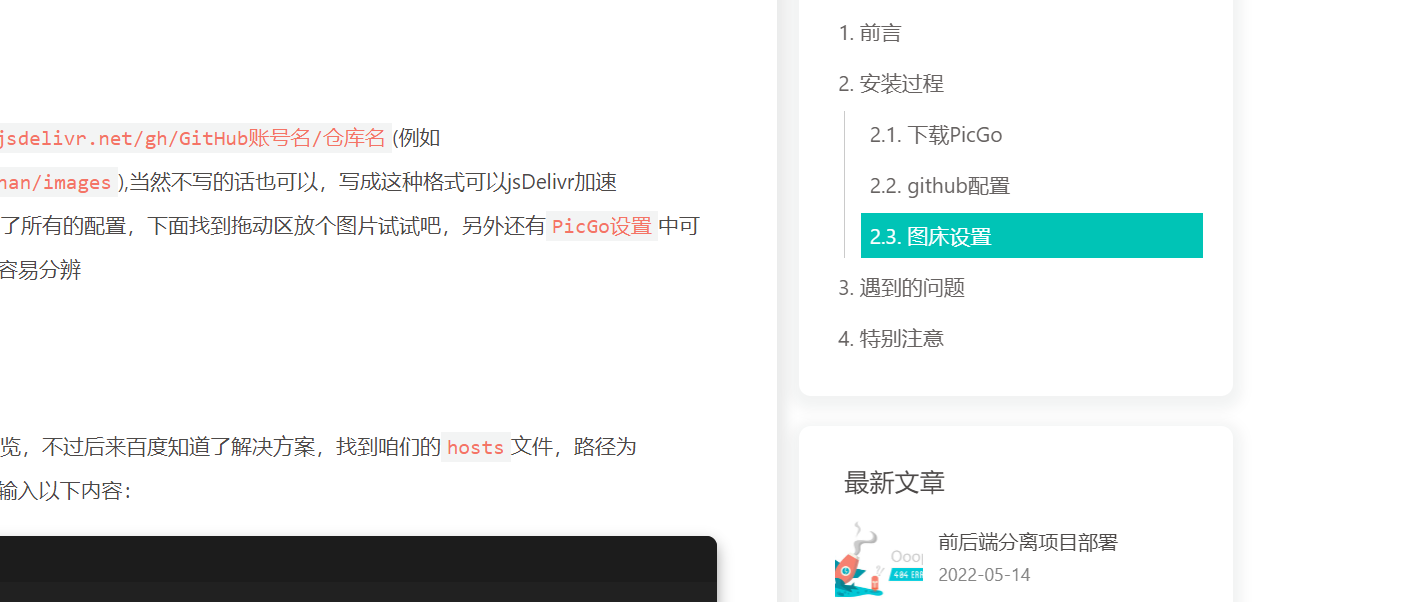 jsdelivr.net/gh/GitHub账号名/仓库名 (例如
nan/images ),当然不写的话也可以，写成这种格式可以jsDelivr加速
了所有的配置，下面找到拖动区放个图片试试吧，另外还有 PicGo设置 中可
容易分辨
览，不过后来百度知道了解决方案，找到咱们的 hosts 文件，路径为
输入以下内容：
1. 前言
2. 安装过程
2.1. 下载PicGo
2.2. github配置
2.3. 图床设置
3. 遇到的问题
4. 特别注意
最新文章
Ooop
404 ERR
前后端分离项目部署
2022-05-14